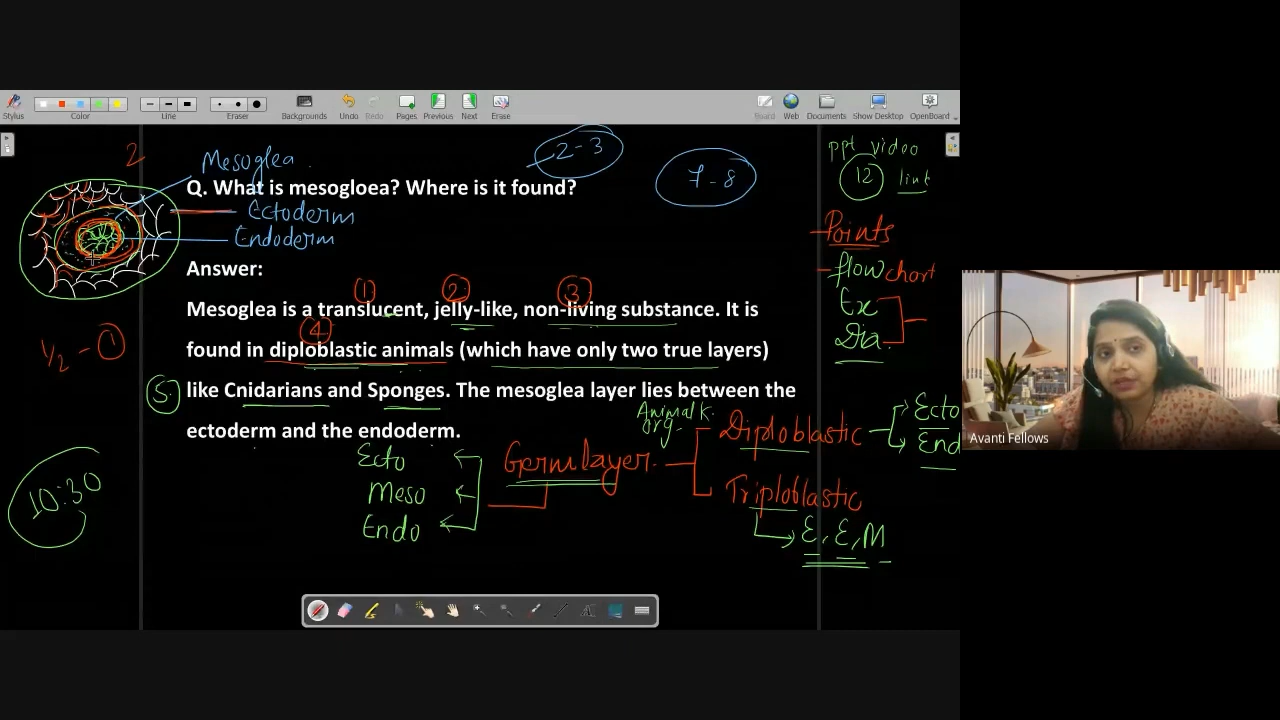 Stylus
Color
Line
Eraser
Backgrounds
Undo
Redo
Pages
Previous
Next
Erase
Board
Web
Documents
Show Desktop
OpenBoard
2
Mesoglea
2-3
7-8
ppt video
12
Q. What is mesogloea? Where is it found?
Ectoderm
Endoderm
Points
flow chart
Dia
Answer:
1 2 3
Mesoglea is a translucent, jelly-like, non-living substance. It is
4
found in diploblastic animals (which have only two true layers)
1/2 - 1
5.
like Cnidarians and Sponges. The mesoglea layer lies between the
ectoderm and the endoderm.
Animal k.
org.
Germ layer.
Diploblastic
Ecto
End
Triploblastic
E, E, M
Ecto
Meso
Endo
10:30
Avanti Fellows